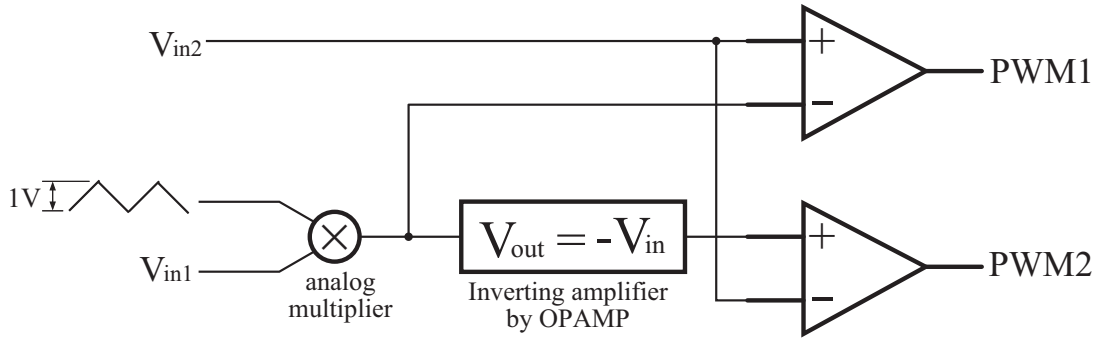 Vin2
+
−
PWM1
1V
Vin1
analog
multiplier
Vout = -Vin
Inverting amplifier
by OPAMP
+
−
PWM2